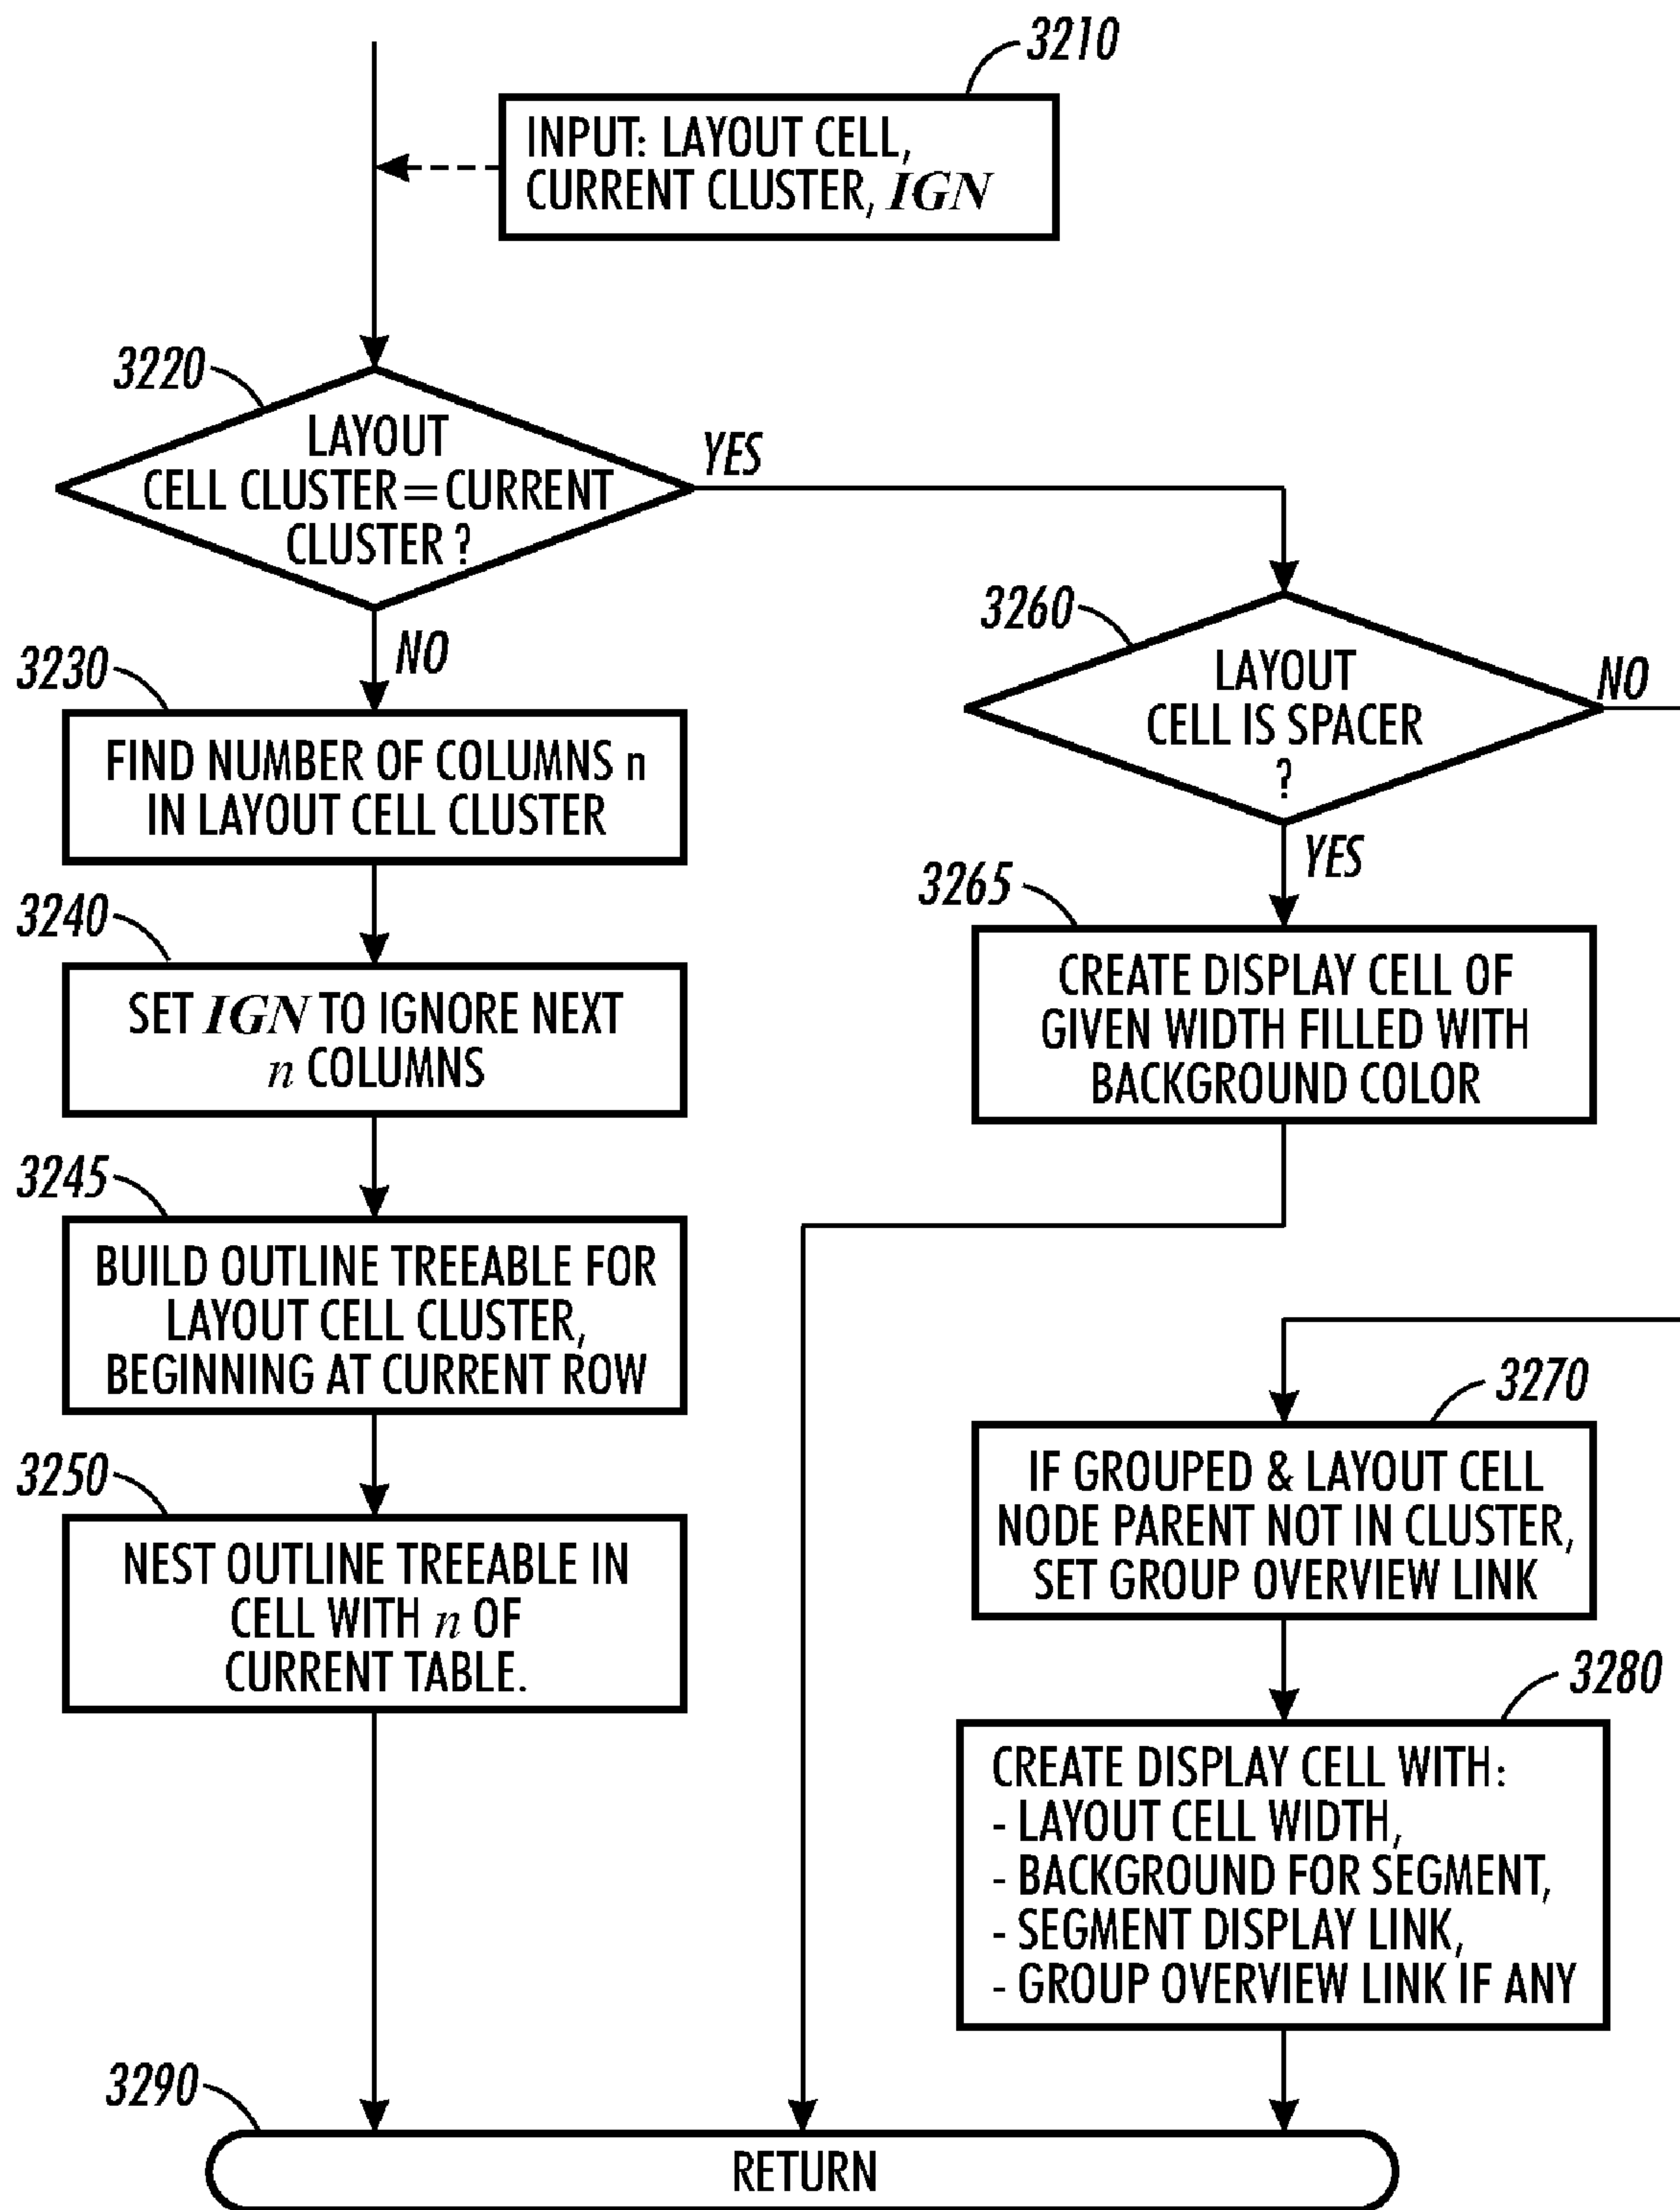 3210
INPUT: LAYOUT CELL,
CURRENT CLUSTER, IGN
3220
LAYOUT
CELL CLUSTER=CURRENT
CLUSTER ?
YES
NO
3230
FIND NUMBER OF COLUMNS n
IN LAYOUT CELL CLUSTER
3240
SET IGN TO IGNORE NEXT
n COLUMNS
3245
BUILD OUTLINE TREEABLE FOR
LAYOUT CELL CLUSTER,
BEGINNING AT CURRENT ROW
3250
NEST OUTLINE TREEABLE IN
CELL WITH n OF
CURRENT TABLE.
3260
LAYOUT
CELL IS SPACER
?
NO
YES
3265
CREATE DISPLAY CELL OF
GIVEN WIDTH FILLED WITH
BACKGROUND COLOR
3270
IF GROUPED & LAYOUT CELL
NODE PARENT NOT IN CLUSTER,
SET GROUP OVERVIEW LINK
3280
CREATE DISPLAY CELL WITH:
- LAYOUT CELL WIDTH,
- BACKGROUND FOR SEGMENT,
- SEGMENT DISPLAY LINK,
- GROUP OVERVIEW LINK IF ANY
3290
RETURN